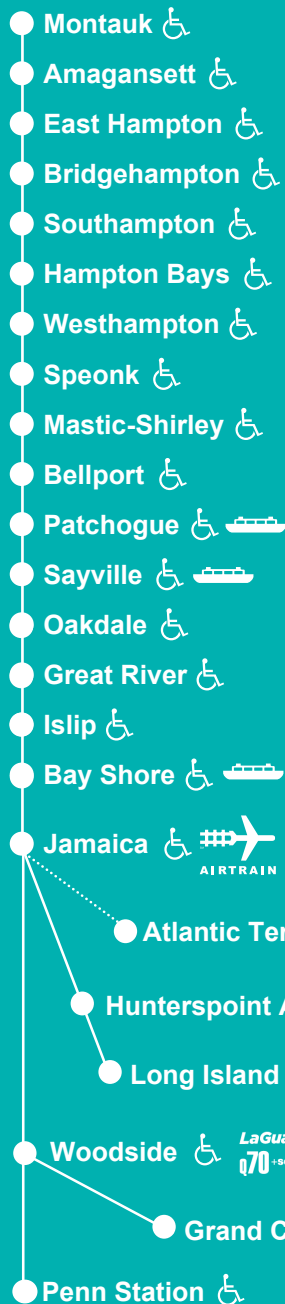 Montauk
Amagansett
East Hampton
Bridgehampton
Southampton
Hampton Bays
Westhampton
Speonk
Mastic-Shirley
Bellport
Patchogue
Sayville
Oakdale
Great River
Islip
Bay Shore
Jamaica
AIRTRAIN
Atlantic Ter
Hunterspoint A
Long Island
Woodside
LaGua
Q70
Grand C
Penn Station